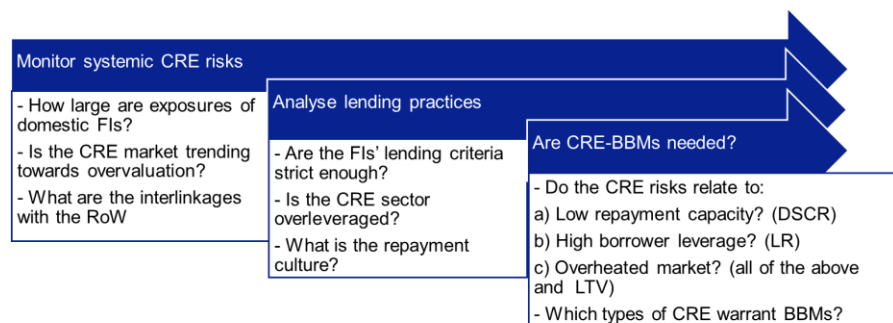 Monitor systemic CRE risks
- How large are exposures of
domestic FIs?
- Is the CRE market trending
towards overvaluation?
- What are the interlinkages
with the RoW
Analyse lending practices
- Are the FIs' lending criteria
strict enough?
- Is the CRE sector
overleveraged?
- What is the repayment
culture?
Are CRE-BBMs needed?
- Do the CRE risks relate to:
a) Low repayment capacity? (DSCR)
b) High borrower leverage? (LR)
c) Overheated market? (all of the above
and LTV)
- Which types of CRE warrant BBMs?